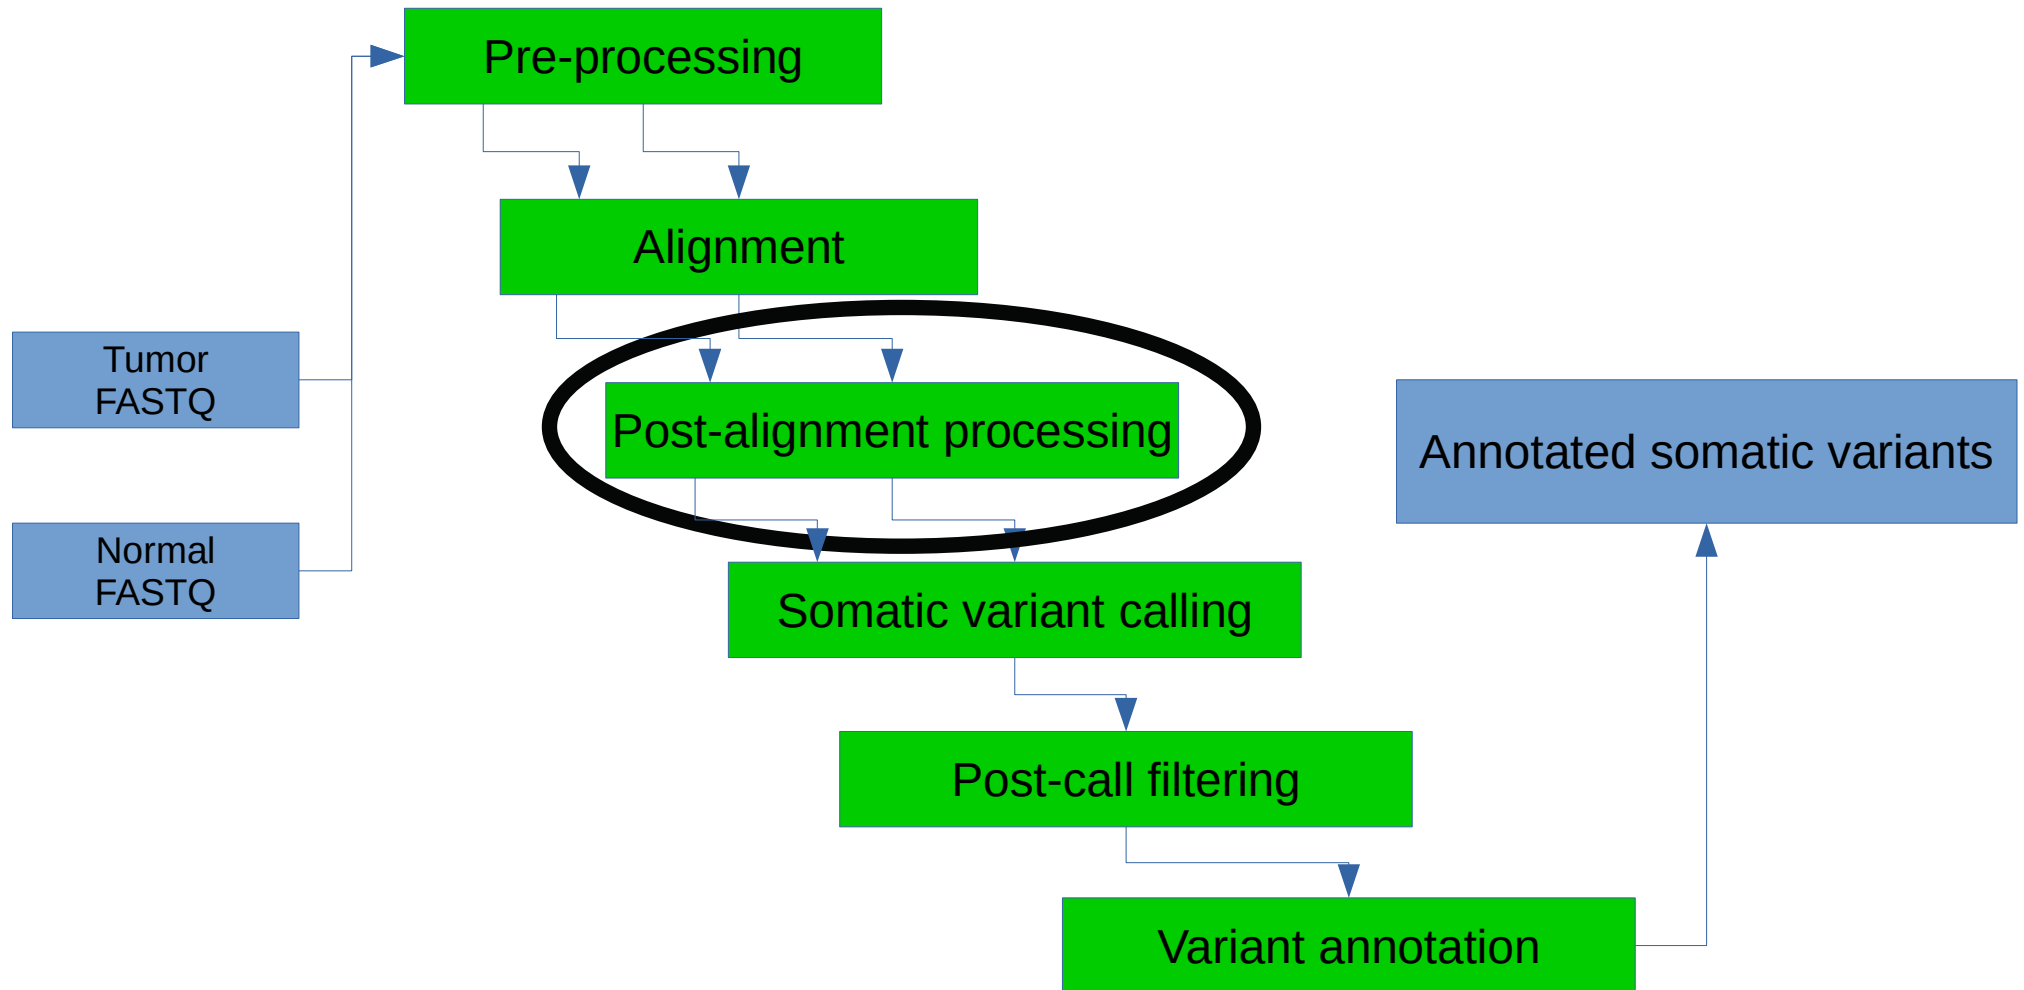 Pre-processing
Alignment
Tumor
FASTQ
Post-alignment processing
Annotated somatic variants
Normal
FASTQ
Somatic variant calling
Post-call filtering
Variant annotation